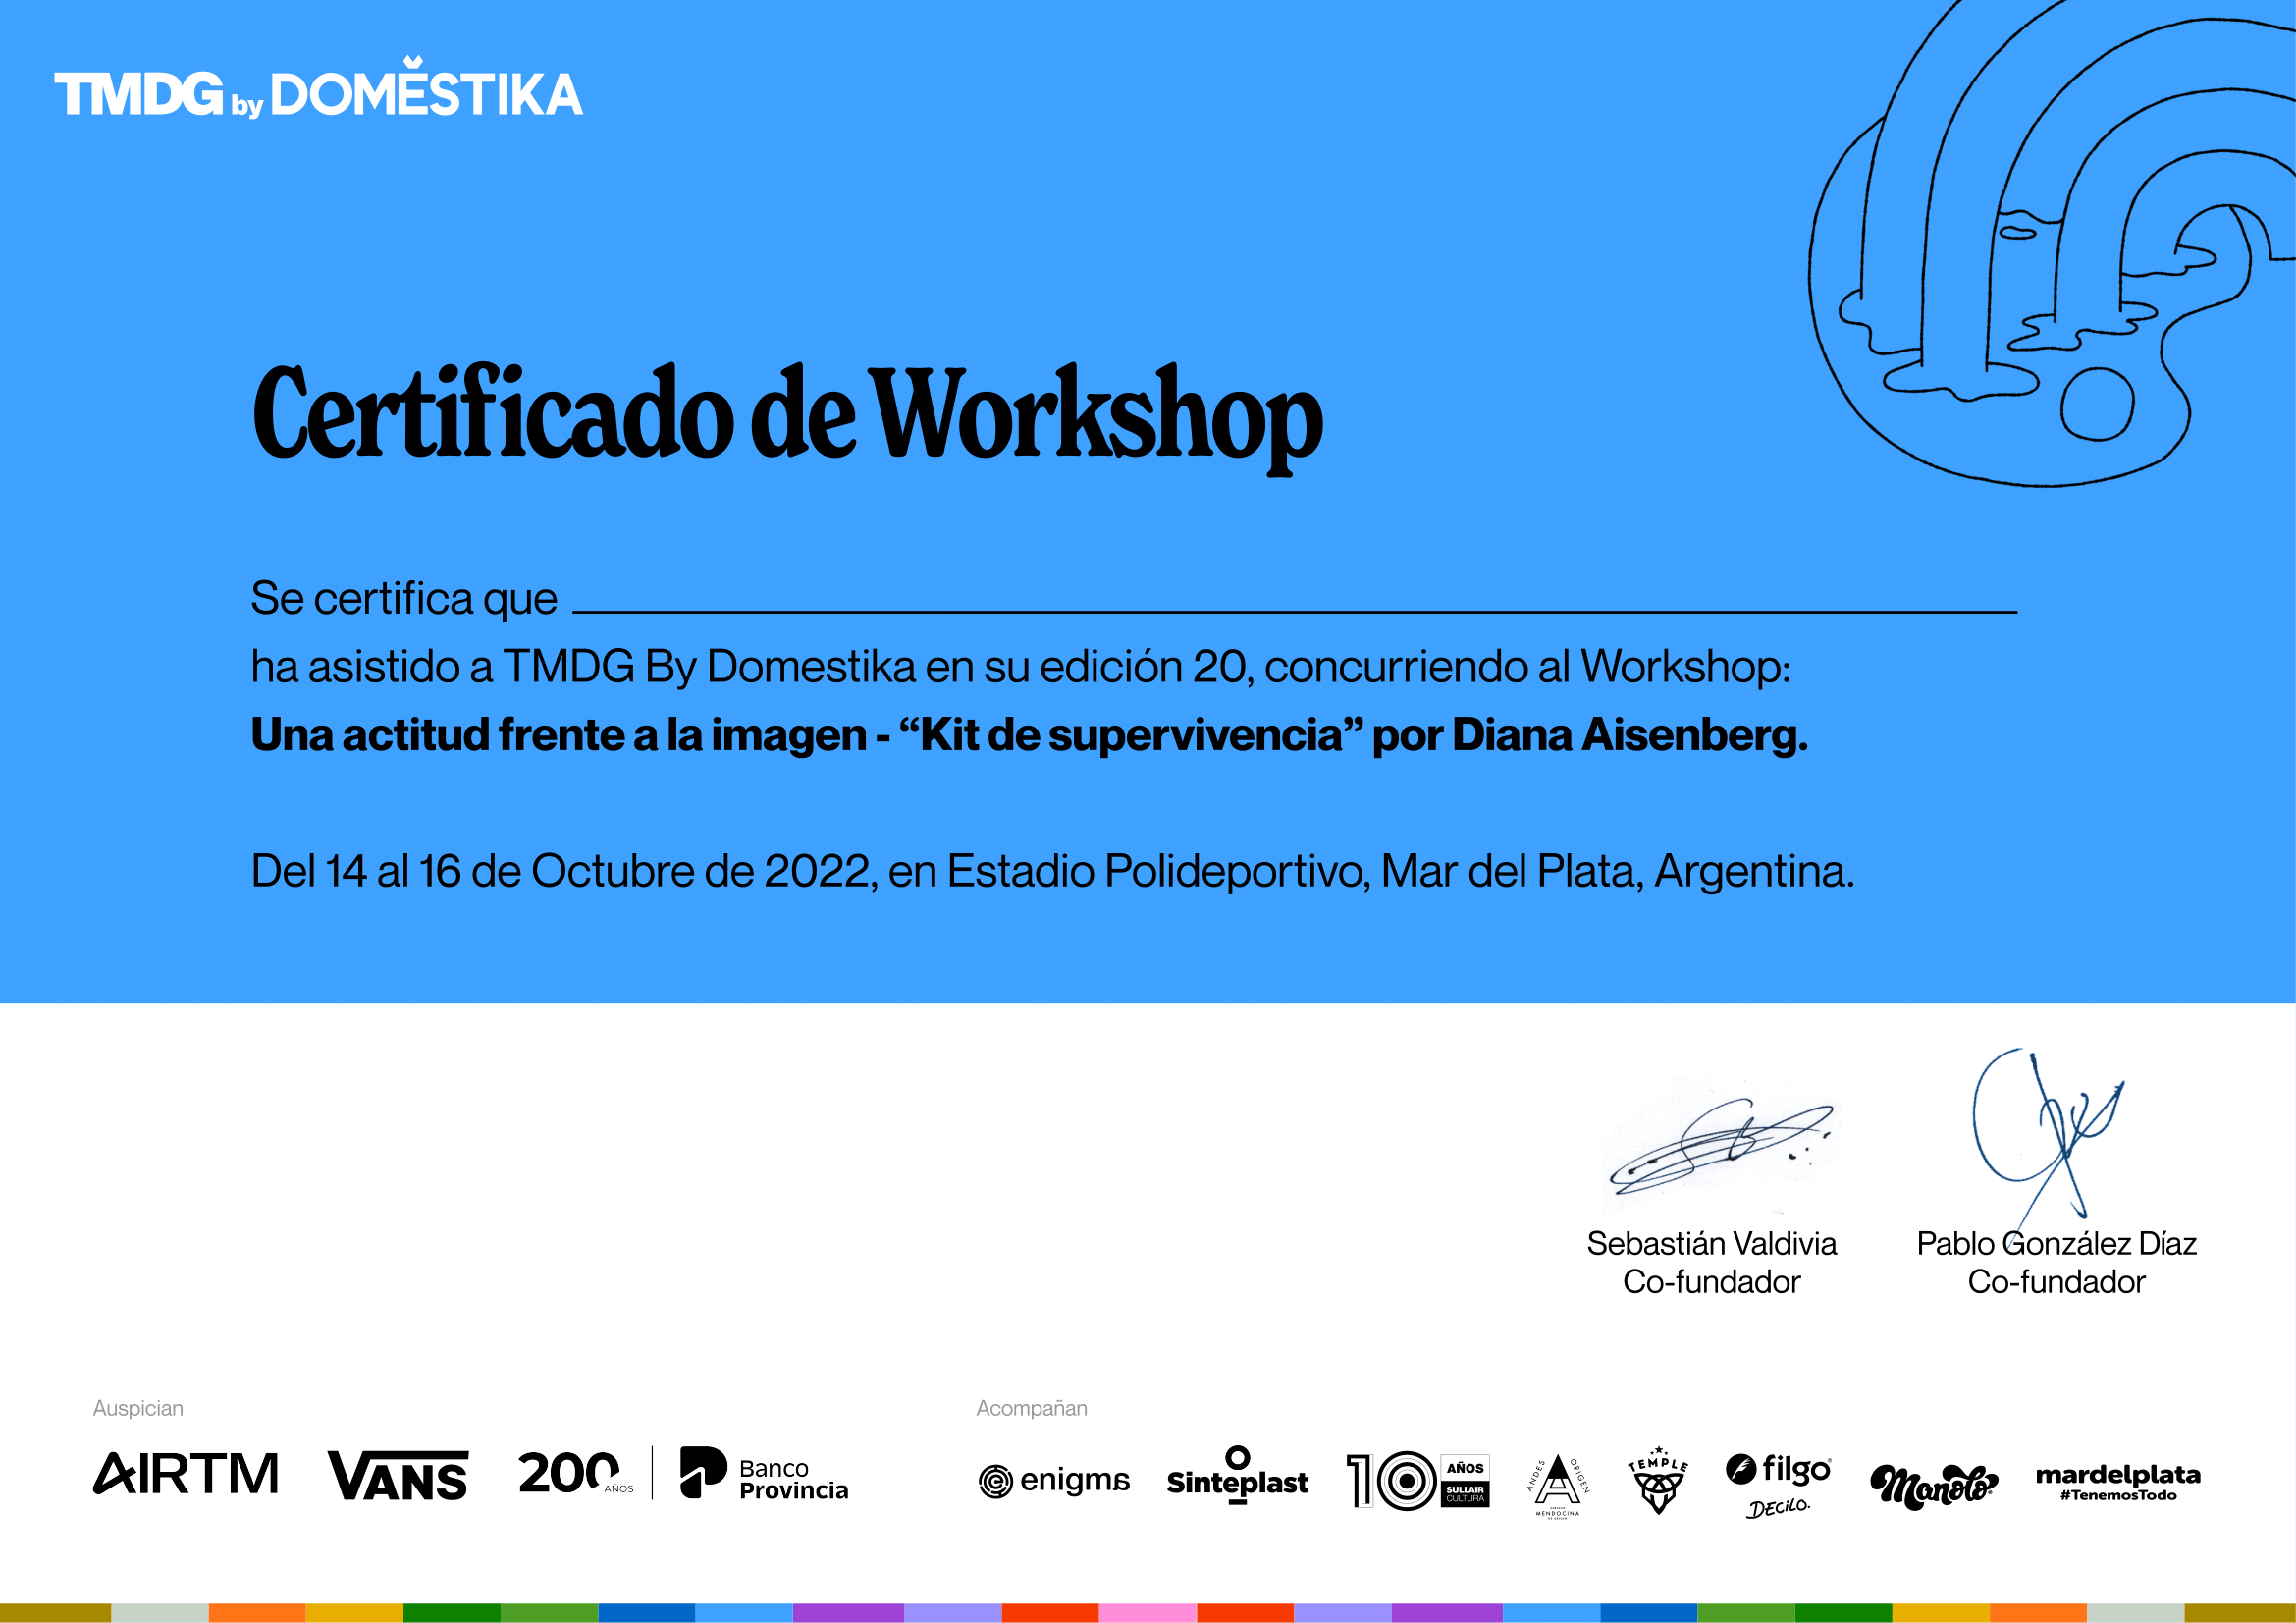 TMDG by DOMĚSTIKA
Certificado de Workshop
Se certifica que
ha asistido a TMDG By Domestika en su edición 20, concurriendo al Workshop:
Una actitud frente a la imagen - “Kit de supervivencia” por Diana Aisenberg.
Del 14 al 16 de Octubre de 2022, en Estadio Polideportivo, Mar del Plata, Argentina.
Sebastián Valdivia
Co-fundador
Pablo González Díaz
Co-fundador
Auspician
AIRTM
VANS
200 AÑOS
Banco
Provincia
Acompañan
enigma
Sinteplast
10 AÑOS
SULLAIR
CULTURA
ANDES ORIGEN
MENDOCINA
TEMPLE
filgo
DECILO.
Manolo
mardelplata
#TenemosTodo